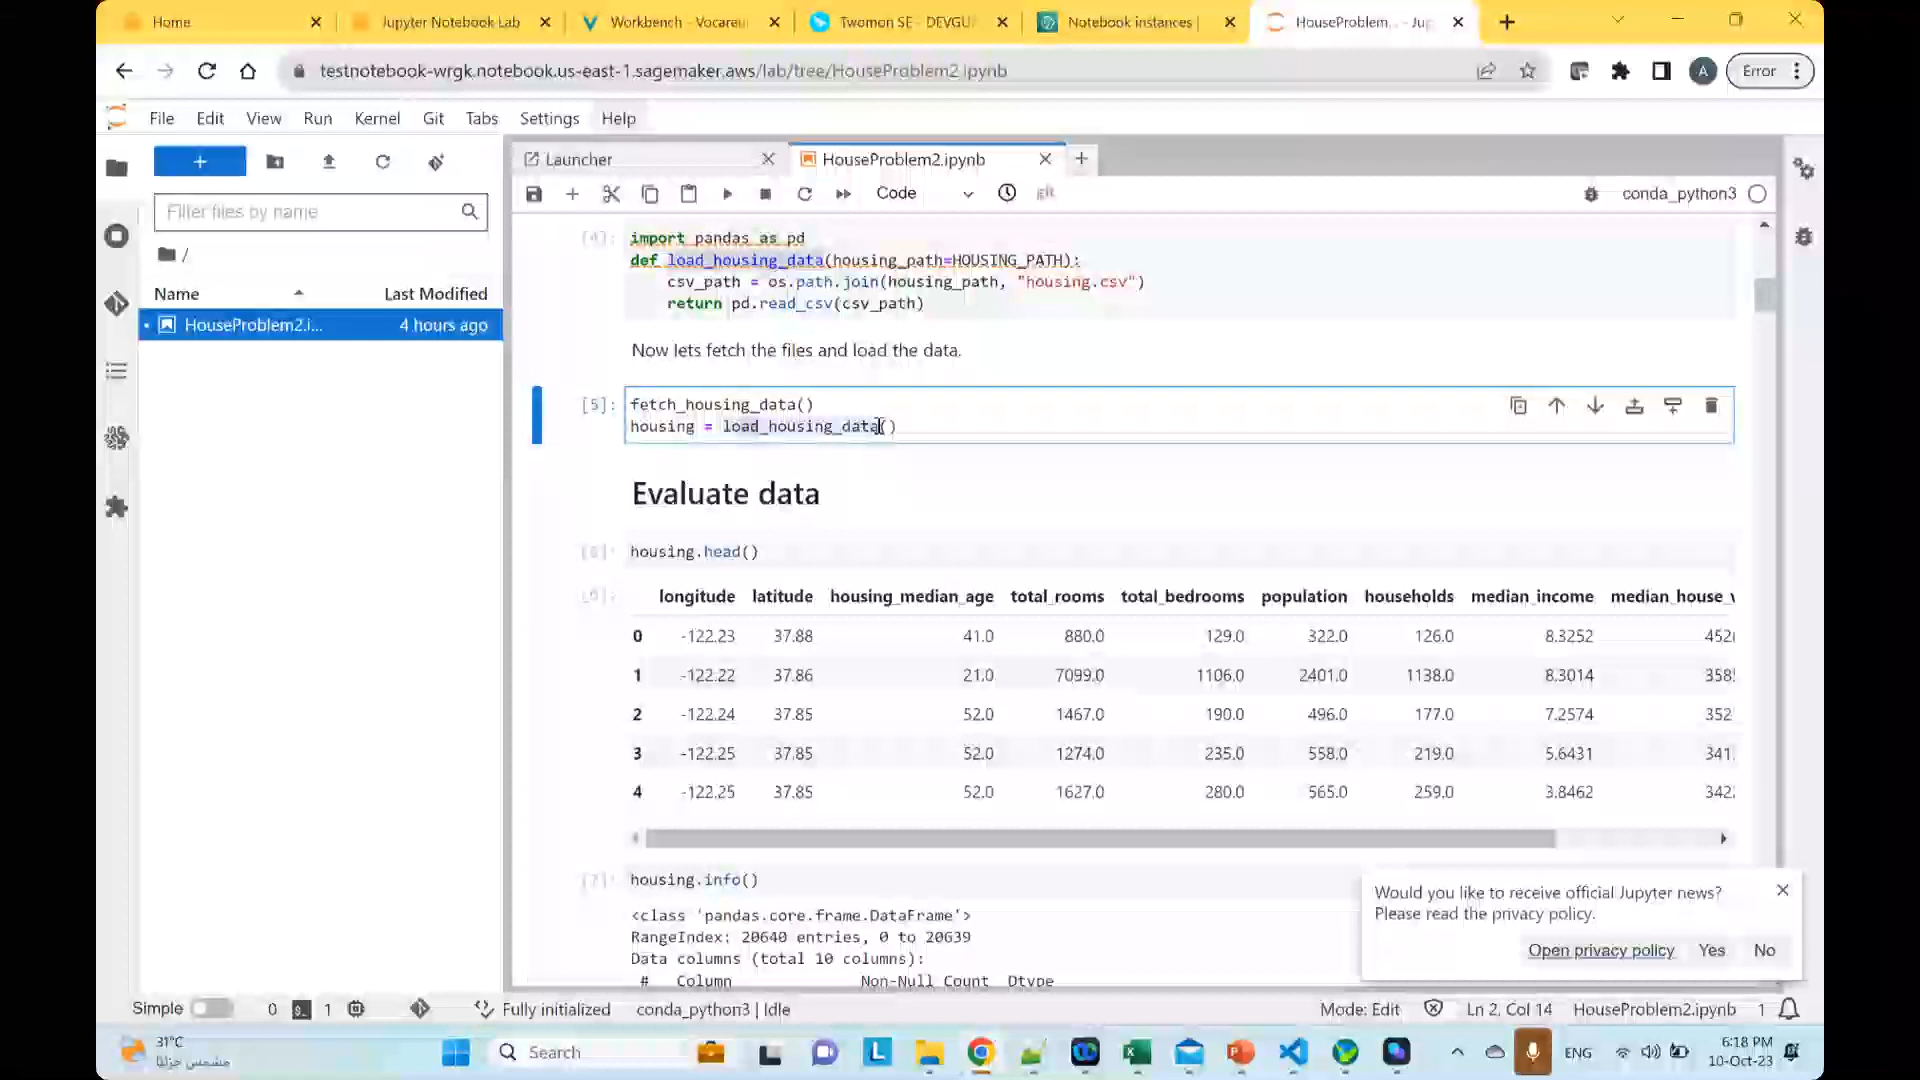 Home
Jupyter Notebook Lab
Workbench - Vocareu
Twomon SE - DEVGU
Notebook instances |
HouseProblem... - Jup
testnotebook-wrgk.notebook.us-east-1.sagemaker.aws/lab/tree/HouseProblem2.ipynb
A
Error
File Edit View Run Kernel Git Tabs Settings Help
Launcher
HouseProblem2.ipynb
Code
git
conda_python3
Filter files by name
/
Name
Last Modified
HouseProblem2.i...
4 hours ago
[4]:
import pandas as pd
def load_housing_data(housing_path=HOUSING_PATH):
csv_path = os.path.join(housing_path, "housing.csv")
return pd.read_csv(csv_path)
Now lets fetch the files and load the data.
[5]: fetch_housing_data()
housing = load_housing_data()
Evaluate data
housing.head()
longitude latitude housing_median_age total_rooms total_bedrooms population households median_income median_house_v
0 -122.23 37.88 41.0 880.0 129.0 322.0 126.0 8.3252 452
1 -122.22 37.86 21.0 7099.0 1106.0 2401.0 1138.0 8.3014 358
2 -122.24 37.85 52.0 1467.0 190.0 496.0 177.0 7.2574 352
3 -122.25 37.85 52.0 1274.0 235.0 558.0 219.0 5.6431 341
4 -122.25 37.85 52.0 1627.0 280.0 565.0 259.0 3.8462 342
[7]: housing.info()
<class 'pandas.core.frame.DataFrame'>
RangeIndex: 20640 entries, 0 to 20639
Data columns (total 10 columns):
# Column Non-Null Count Dtype
Would you like to receive official Jupyter news?
Please read the privacy policy.
Open privacy policy Yes No
Simple 0 1 Fully initialized conda_python3 | Idle
Mode: Edit Ln 2, Col 14 HouseProblem2.ipynb 1
31°C
مشمس جزئيًا
Search
ENG
6:18 PM
10-Oct-23